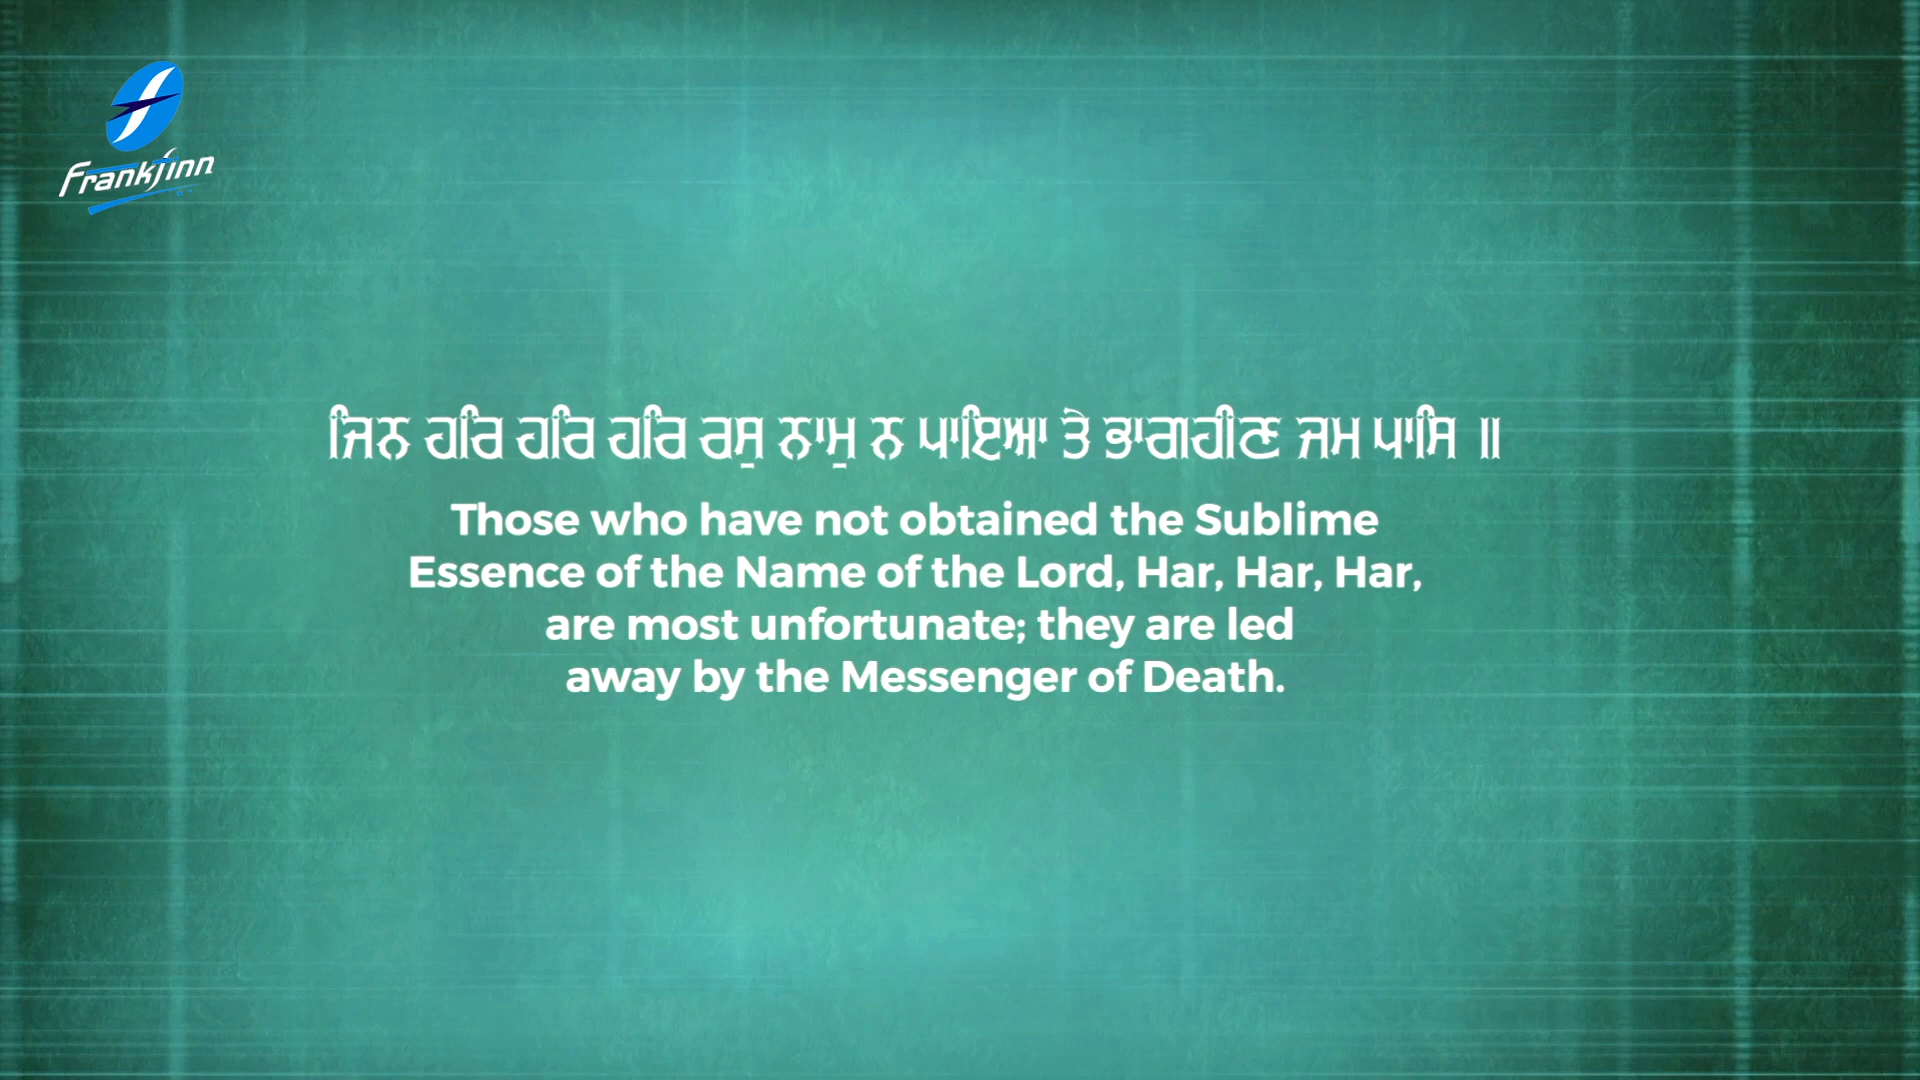 Frankfinn
ਜਿਨ ਹਰਿ ਹਰਿ ਹਰਿ ਰਸੁ ਨਾਮੁ ਨ ਪਾਇਆ ਤੇ ਭਾਗਹੀਣ ਜਮ ਪਾਸਿ ॥
Those who have not obtained the Sublime
Essence of the Name of the Lord, Har, Har, Har,
are most unfortunate; they are led
away by the Messenger of Death.